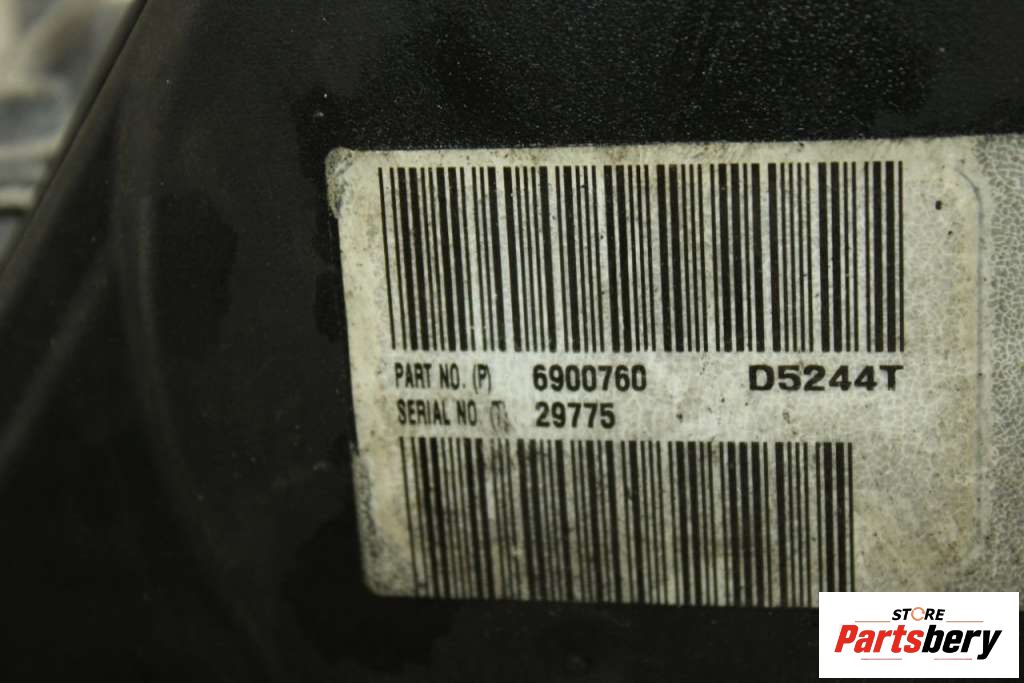 PART NO. (P) 6900760 D5244T
SERIAL NO. (T) 29775
STORE
Partsbery